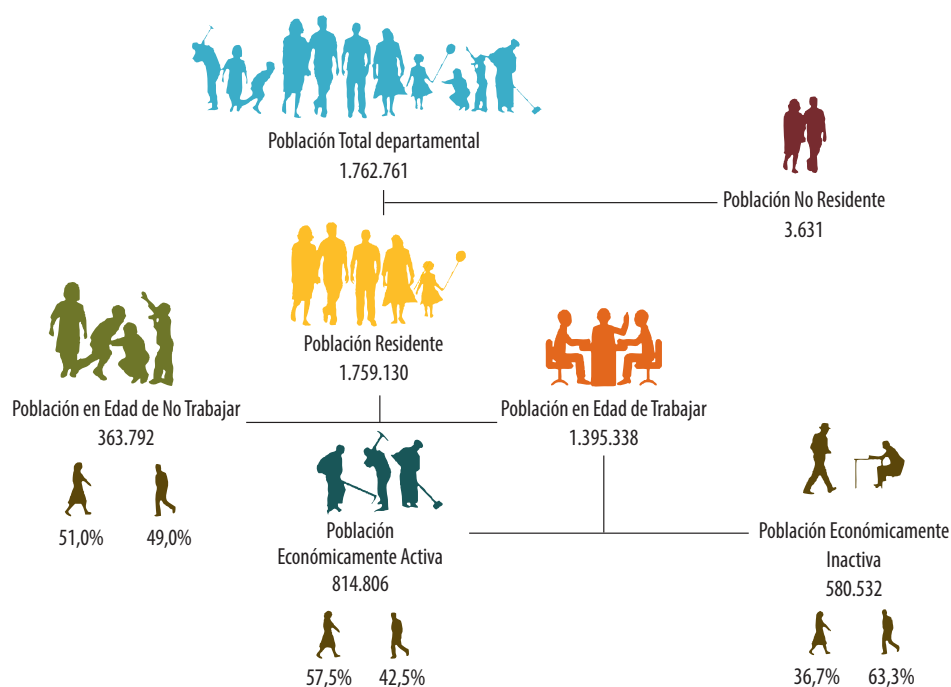 Población Total departamental
1.762.761
Población No Residente
3.631
Población Residente
1.759.130
Población en Edad de No Trabajar
363.792
51,0% 49,0%
Población en Edad de Trabajar
1.395.338
Población
Económicamente Activa
814.806
57,5% 42,5%
Población Económicamente
Inactiva
580.532
36,7% 63,3%